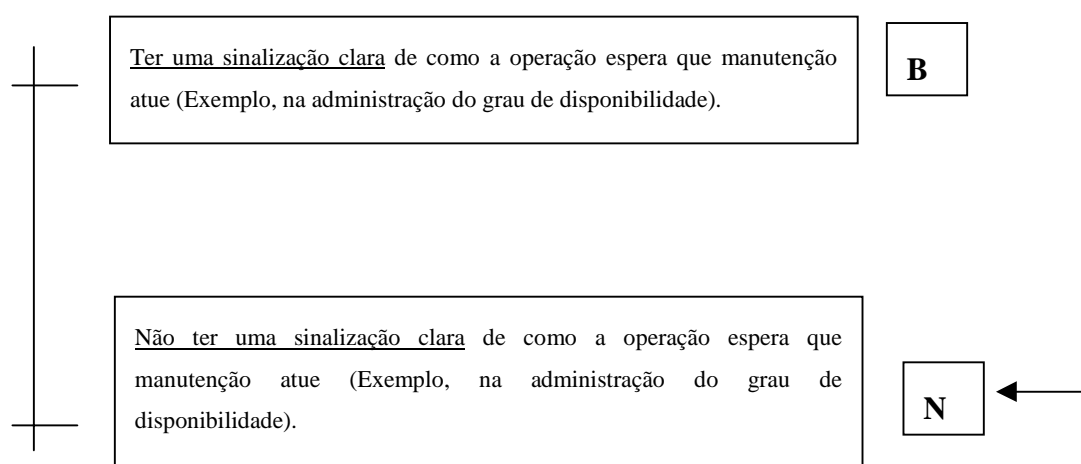 Ter uma sinalização clara de como a operação espera que manutenção
atue (Exemplo, na administração do grau de disponibilidade).
B
Não ter uma sinalização clara de como a operação espera que
manutenção atue (Exemplo, na administração do grau de
disponibilidade).
N